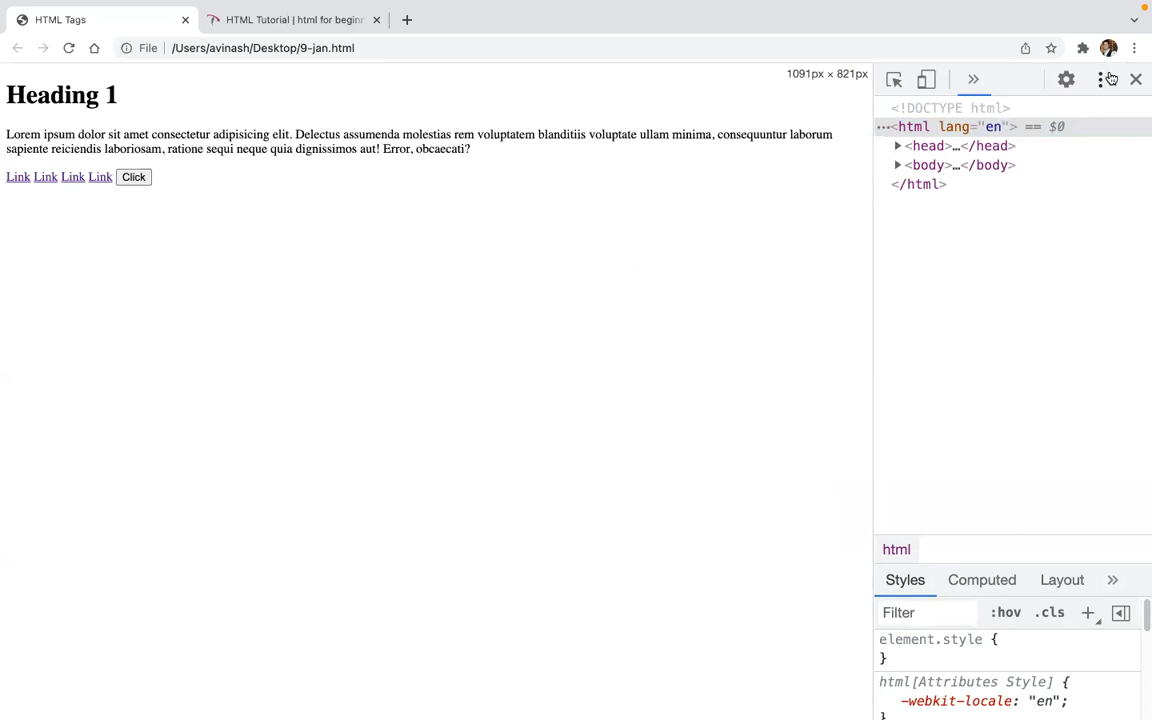 HTML Tags
HTML Tutorial | html for beginn
File
/Users/avinash/Desktop/9-jan.html
1091px × 821px
Heading 1
Lorem ipsum dolor sit amet consectetur adipisicing elit. Delectus assumenda molestias rem voluptatem blanditiis voluptate ullam minima, consequuntur laborum
sapiente reiciendis laboriosam, ratione sequi neque quia dignissimos aut! Error, obcaecati?
Link Link Link Link Click
<!DOCTYPE html>
<html lang="en"> == $0
<head>…</head>
<body>…</body>
</html>
html
Styles Computed Layout
Filter :hov .cls
element.style {
}
html[Attributes Style] {
-webkit-locale: "en";
}